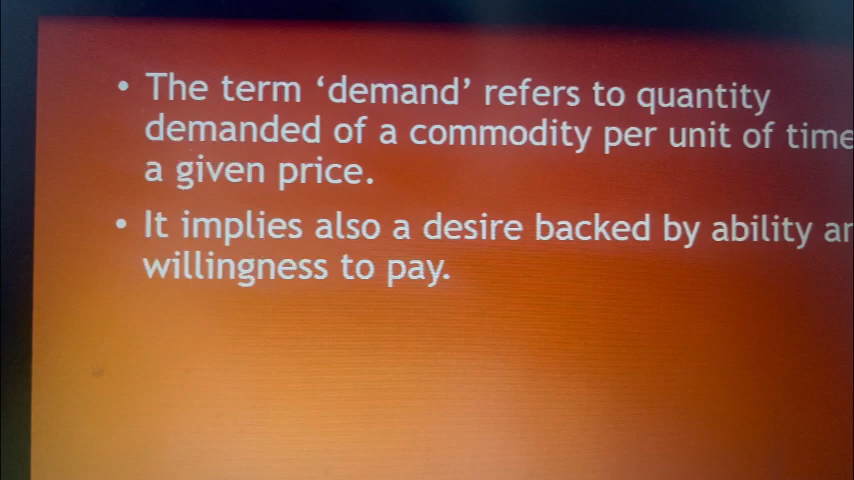 • The term ‘demand’ refers to quantity
demanded of a commodity per unit of time
a given price.
• It implies also a desire backed by ability
willingness to pay.